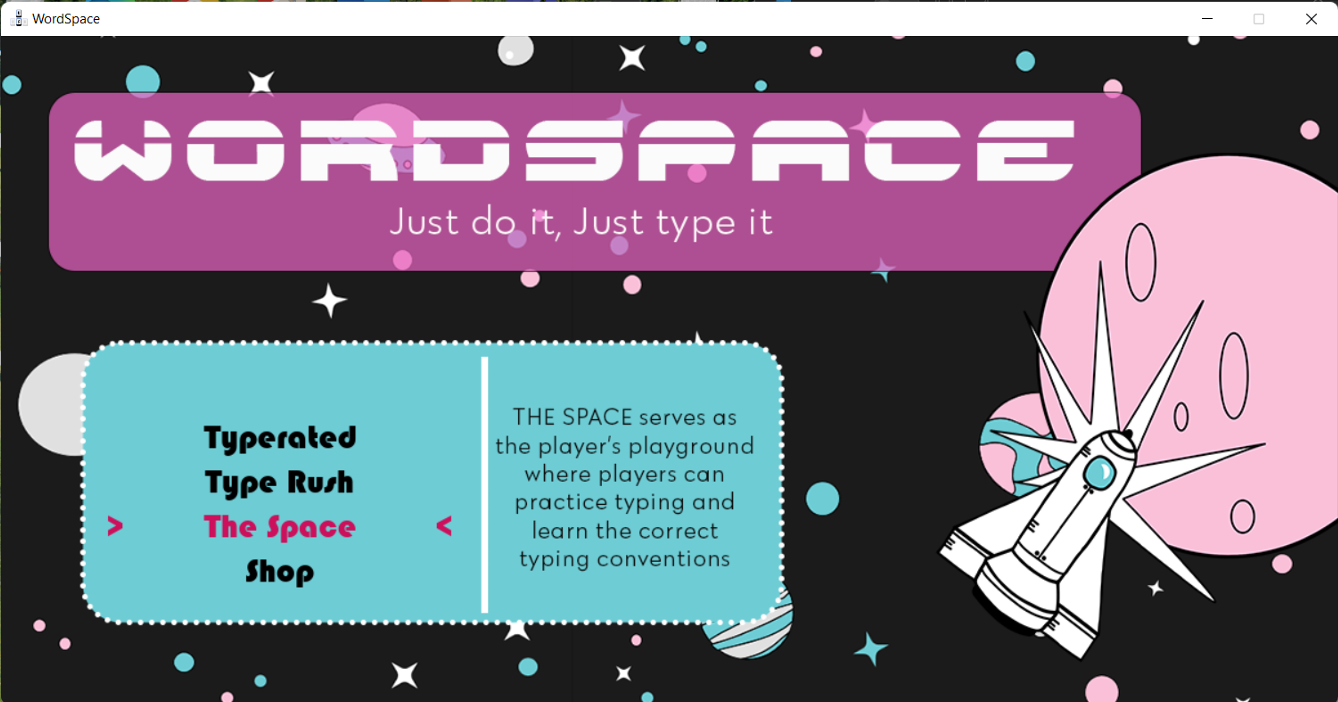 WordSpace
WORDSPACE
Just do it, Just type it
Typerated
Type Rush
> The Space <
Shop
THE SPACE serves as
the player's playground
where players can
practice typing and
learn the correct
typing conventions